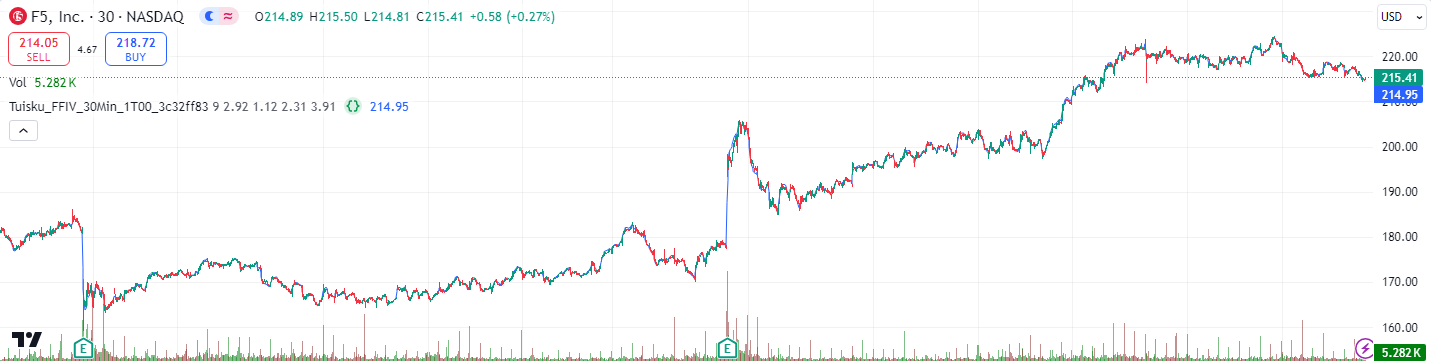 F5, Inc. · 30 · NASDAQ O214.89 H215.50 L214.81 C215.41 +0.58 (+0.27%)
USD
214.05
SELL
4.67
218.72
BUY
Vol 5.282 K
Tuisku_FFIV_30Min_1T00_3c32ff83 9 2.92 1.12 2.31 3.91 214.95
220.00
215.41
214.95
210.00
200.00
190.00
180.00
170.00
160.00
5.282 K
E
E